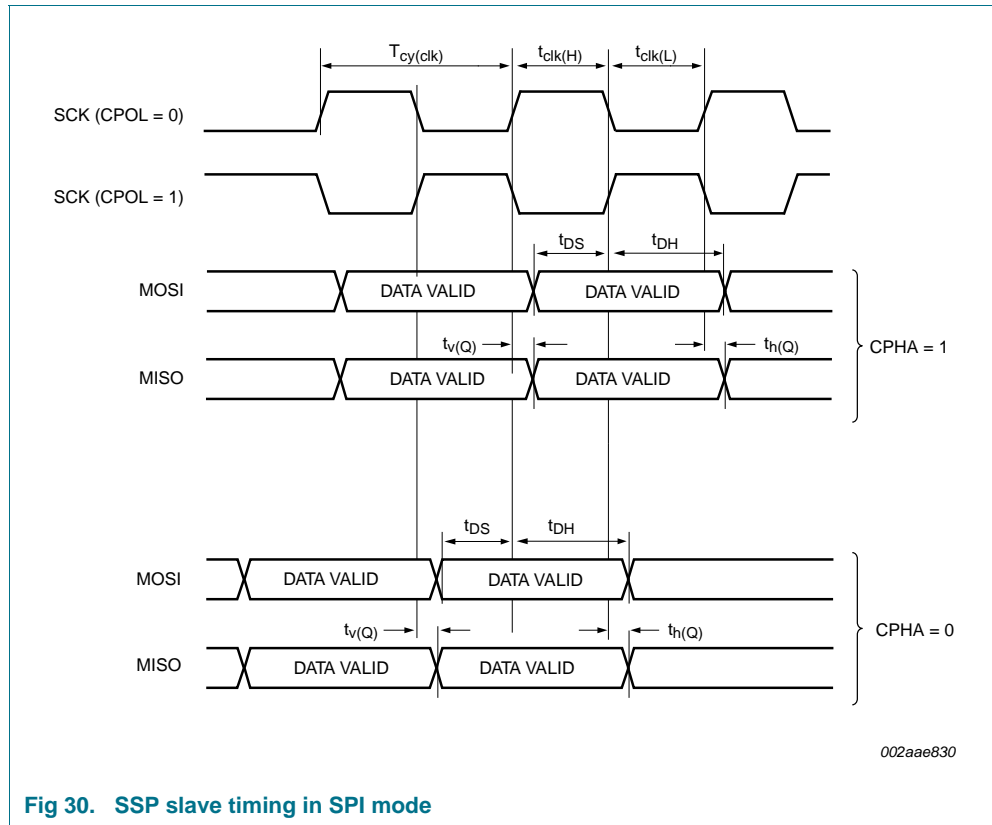 Tcy(clk) tclk(H) tclk(L)
SCK (CPOL = 0)
SCK (CPOL = 1)
tDS tDH
MOSI DATA VALID DATA VALID
tv(Q) th(Q)
CPHA = 1
MISO DATA VALID DATA VALID
tDS tDH
MOSI DATA VALID DATA VALID
tv(Q) th(Q)
CPHA = 0
MISO DATA VALID DATA VALID
002aae830
Fig 30. SSP slave timing in SPI mode